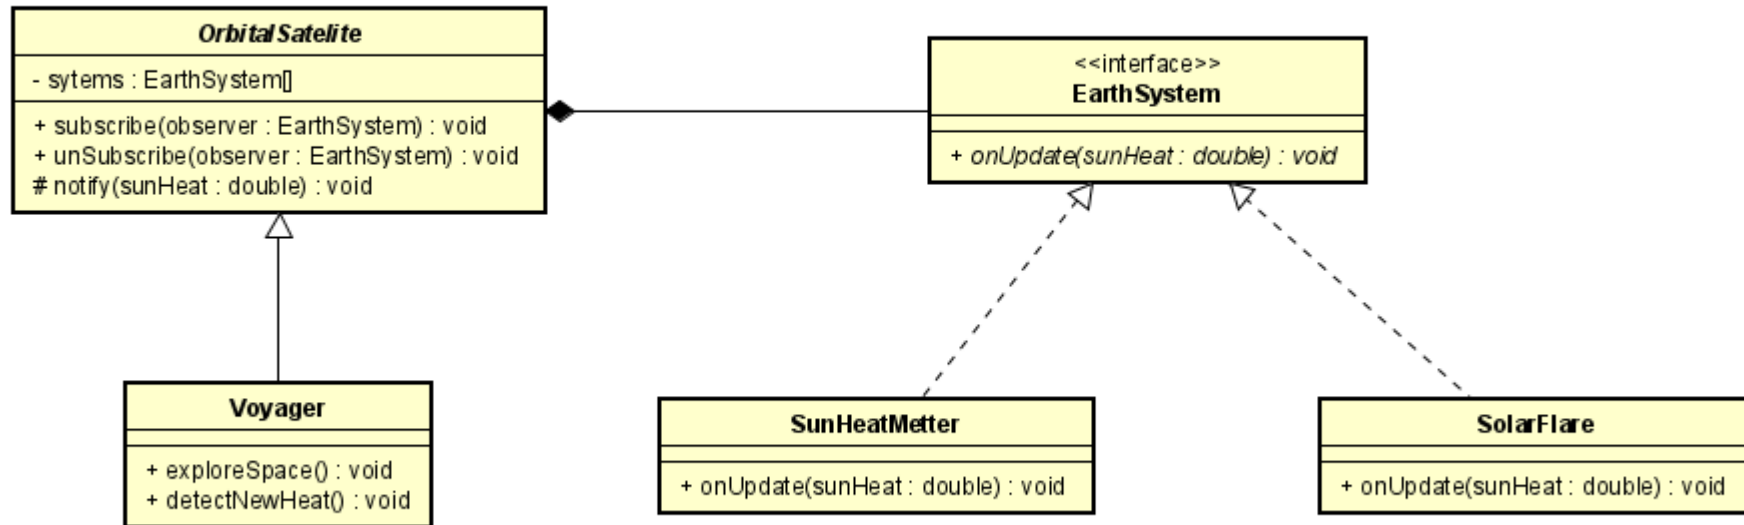 OrbitalSatelite
- sytems : EarthSystem[]
+ subscribe(observer : EarthSystem) : void
+ unSubscribe(observer : EarthSystem) : void
# notify(sunHeat : double) : void
<<interface>>
EarthSystem
+ onUpdate(sunHeat : double) : void
Voyager
+ exploreSpace() : void
+ detectNewHeat() : void
SunHeatMetter
+ onUpdate(sunHeat : double) : void
SolarFlare
+ onUpdate(sunHeat : double) : void